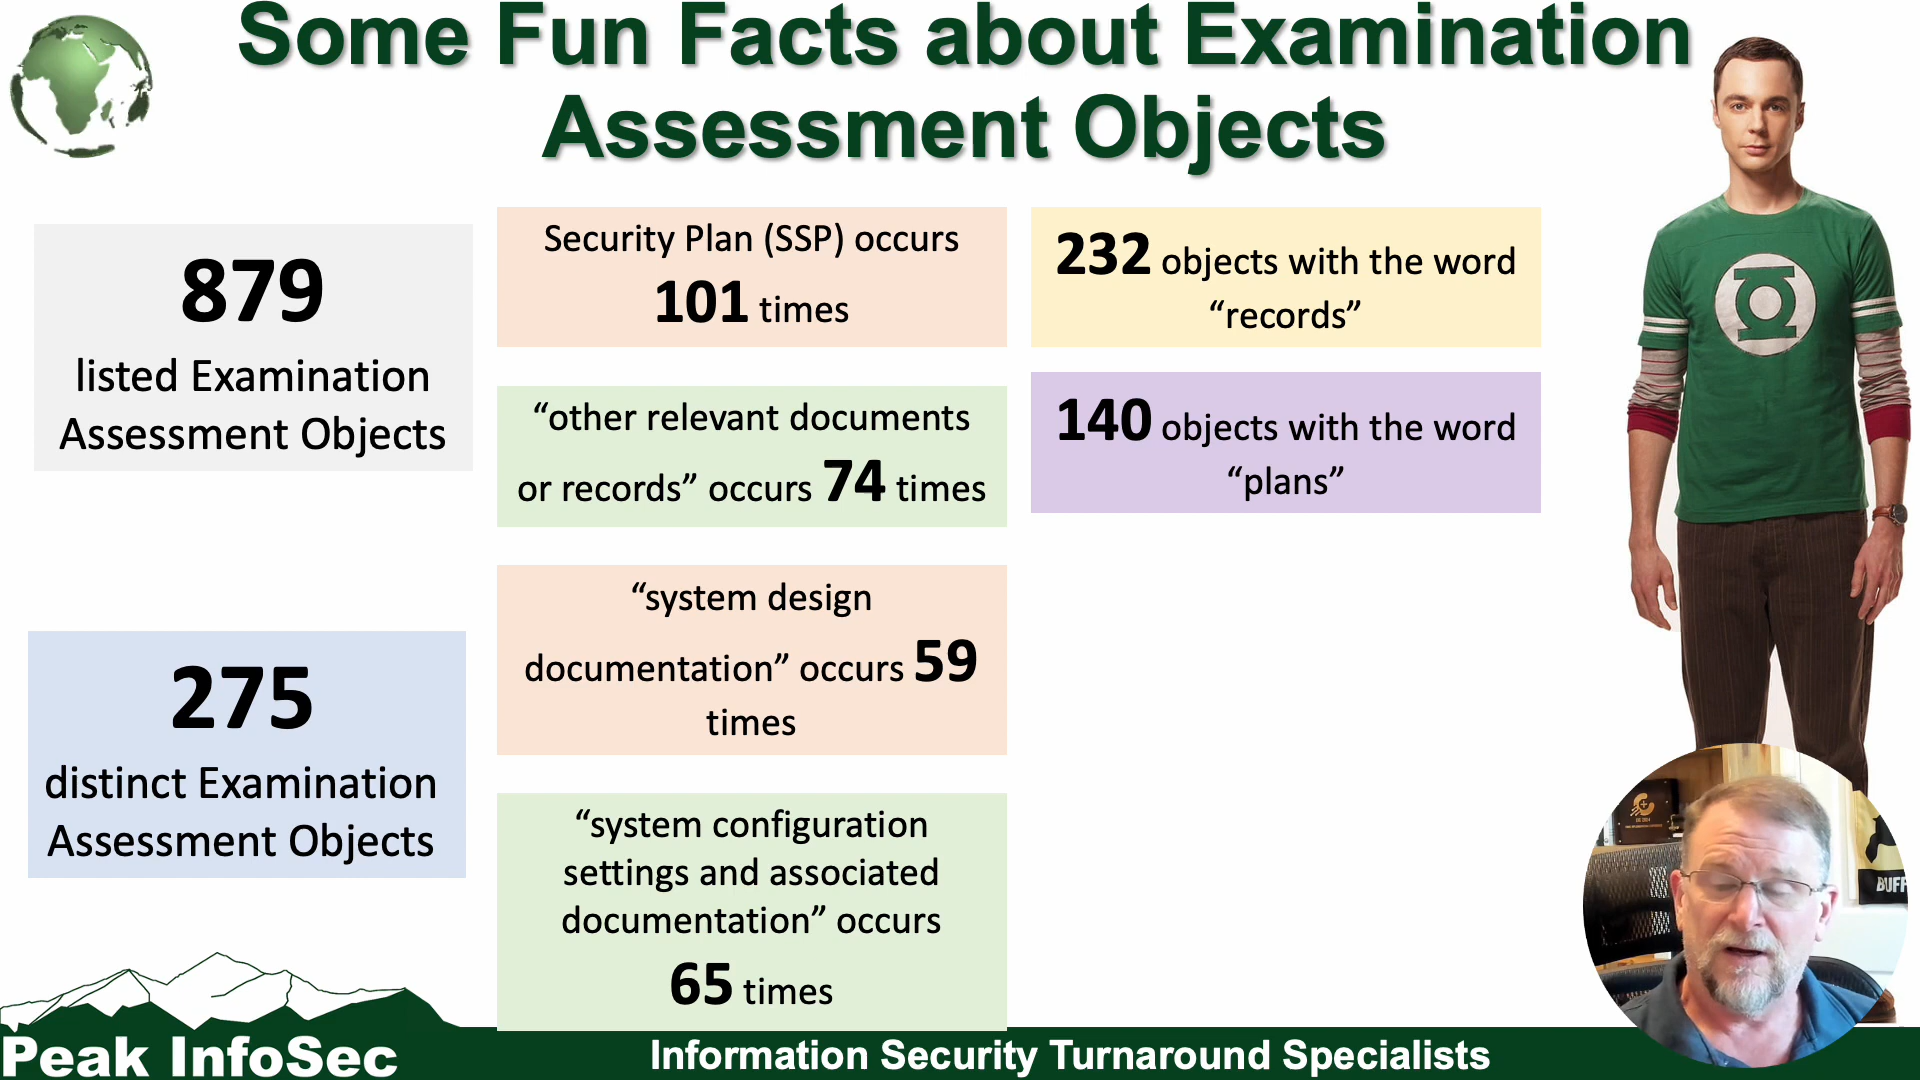 Some Fun Facts about Examination
Assessment Objects
879
listed Examination
Assessment Objects
275
distinct Examination
Assessment Objects
Security Plan (SSP) occurs
101 times
“other relevant documents
or records” occurs 74 times
“system design
documentation” occurs 59
times
“system configuration
settings and associated
documentation” occurs
65 times
232 objects with the word
“records”
140 objects with the word
“plans”
BUFF
Peak InfoSec
Information Security Turnaround Specialists